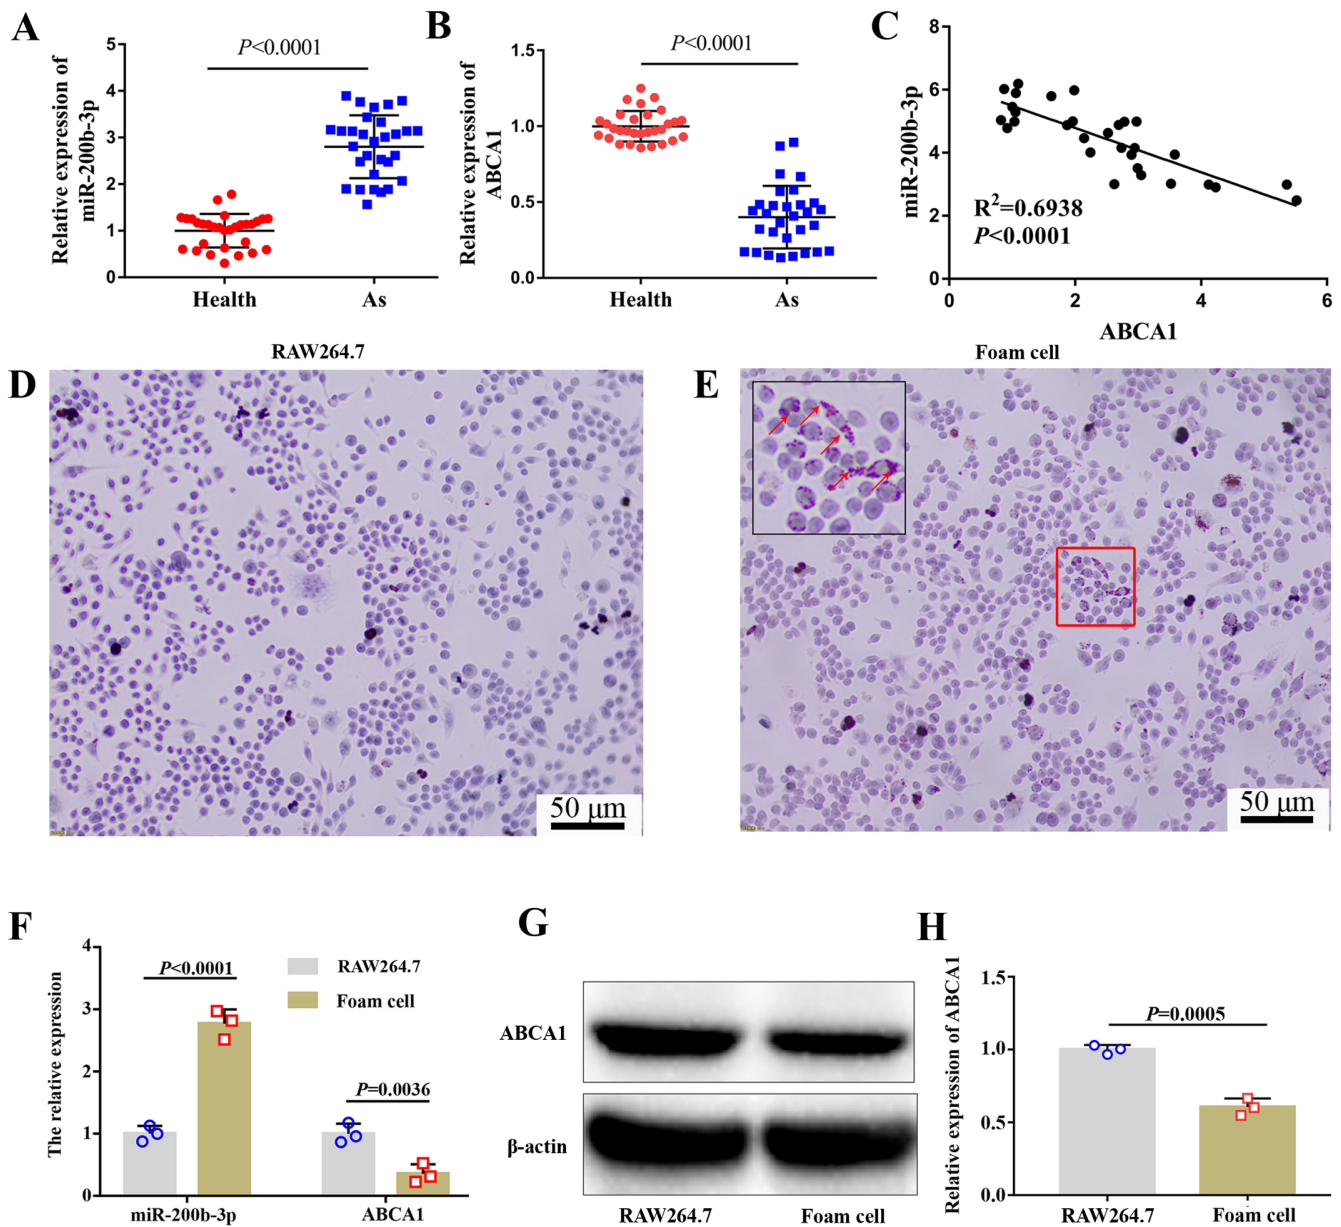 A
Relative expression of
miR-200b-3p
5
4
3
2
1
0
P<0.0001
Health
As
B
Relative expression of
ABCA1
1.5
1.0
0.5
0.0
P<0.0001
Health
As
C
miR-200b-3p
8
6
4
2
0
R²=0.6938
P<0.0001
0
2
4
6
ABCA1
D
RAW264.7
50 μm
E
Foam cell
50 μm
F
The relative expression
4
3
2
1
0
P<0.0001
P=0.0036
RAW264.7
Foam cell
miR-200b-3p
ABCA1
G
ABCA1
β-actin
RAW264.7
Foam cell
H
Relative expression of ABCA1
1.5
1.0
0.5
0.0
P=0.0005
RAW264.7
Foam cell